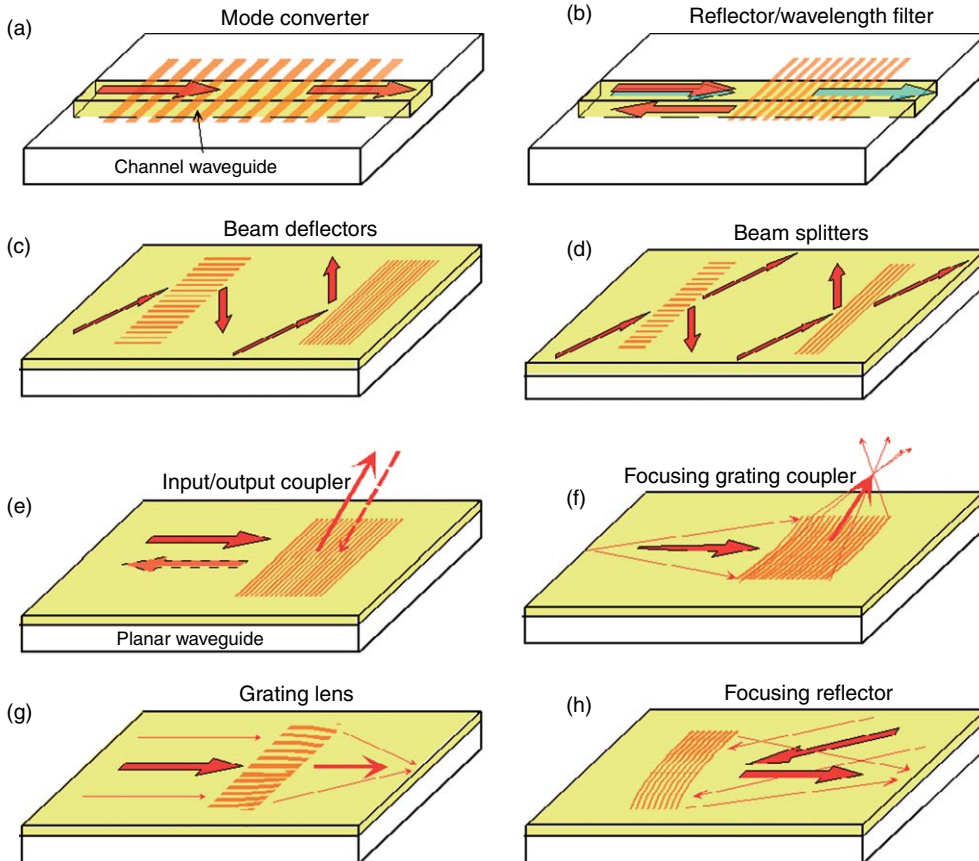 (a)
Mode converter
Channel waveguide
(b)
Reflector/wavelength filter
(c)
Beam deflectors
(d)
Beam splitters
(e)
Input/output coupler
Planar waveguide
(f)
Focusing grating coupler
(g)
Grating lens
(h)
Focusing reflector